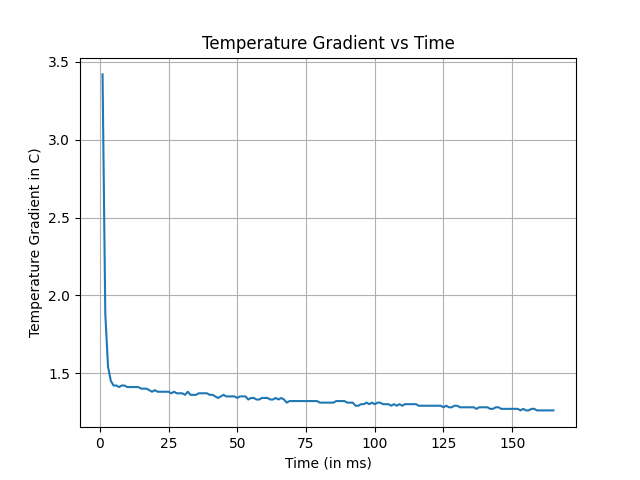 Temperature Gradient vs Time
3.5
3.0
2.5
2.0
1.5
Temperature Gradient in C)
0 25 50 75 100 125 150
Time (in ms)